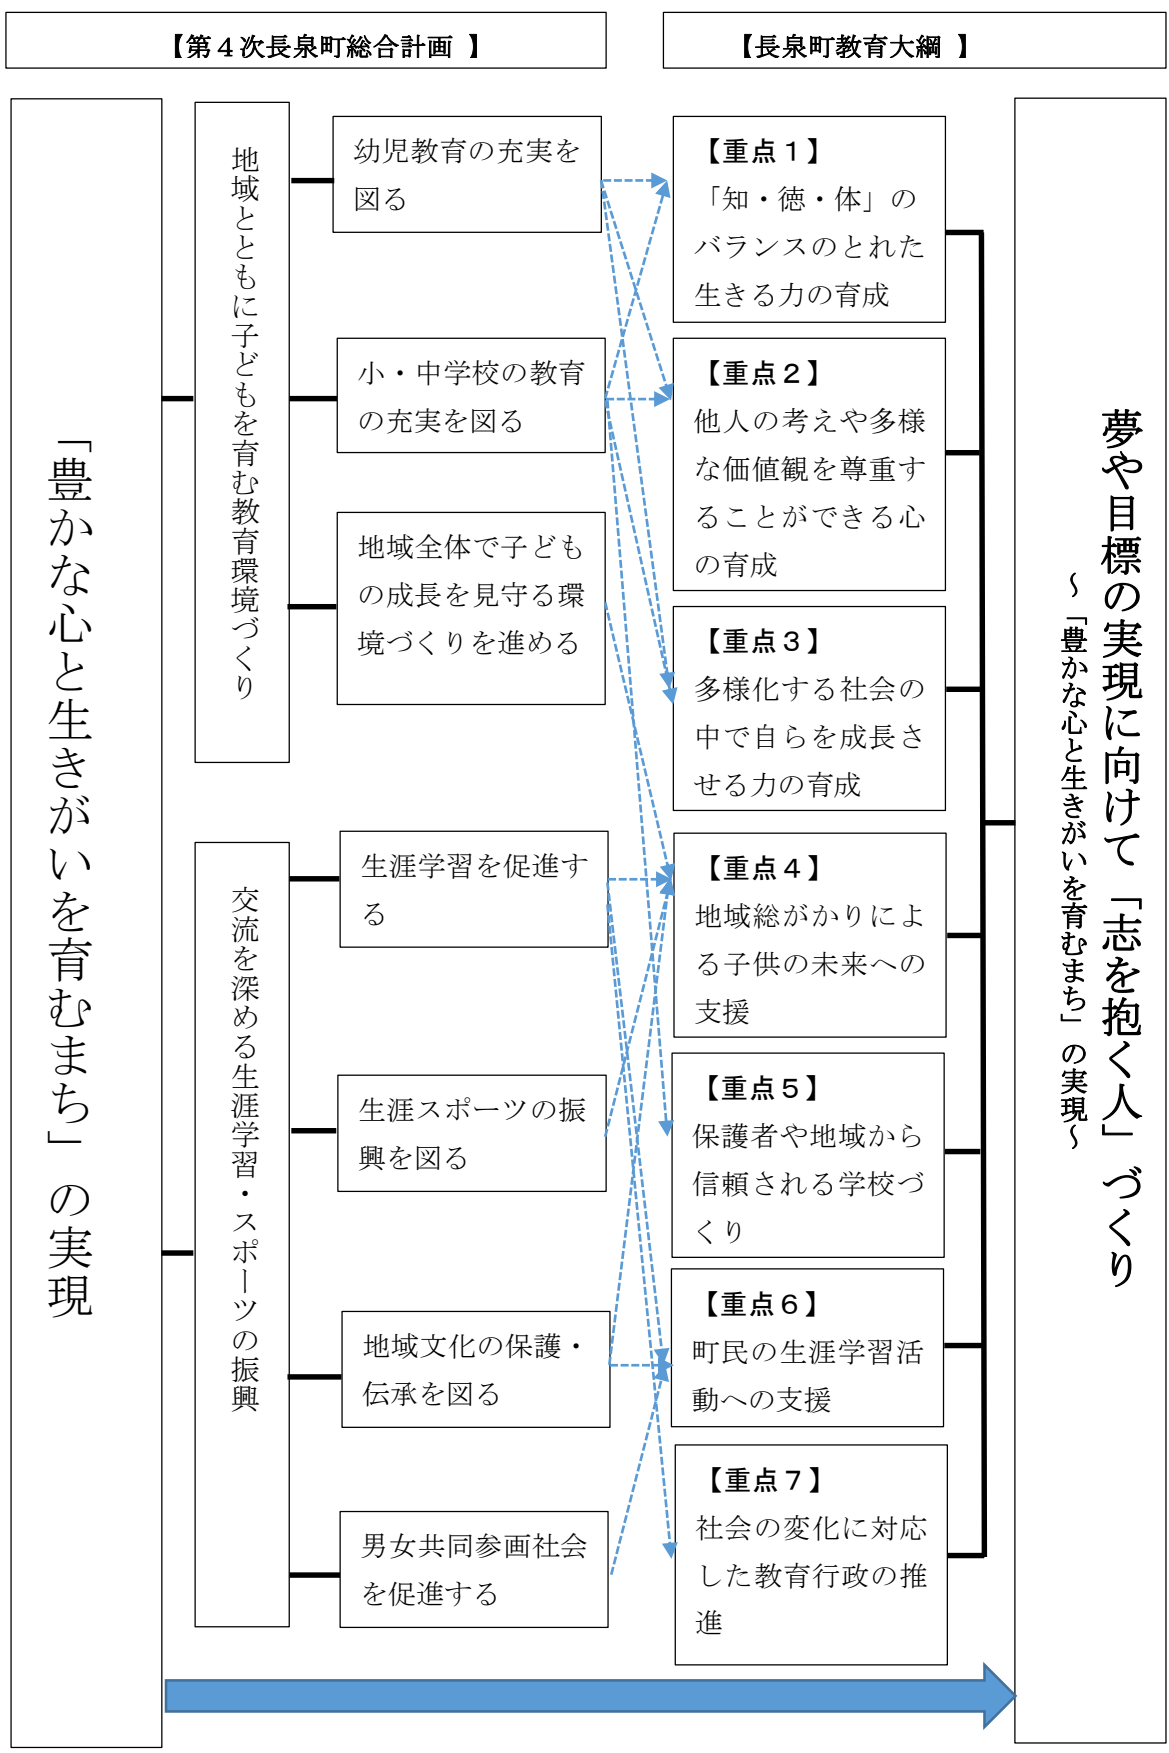 【第４次長泉町総合計画 】
【長泉町教育大綱 】
「豊かな心と生きがいを育むまち」の実現
地域とともに子どもを育む教育環境づくり
幼児教育の充実を
図る
小・中学校の教育
の充実を図る
地域全体で子ども
の成長を見守る環
境づくりを進める
交流を深める生涯学習・スポーツの振興
生涯学習を促進す
る
生涯スポーツの振
興を図る
地域文化の保護・
伝承を図る
男女共同参画社会
を促進する
【重点１】
「知・徳・体」の
バランスのとれた
生きる力の育成
【重点２】
他人の考えや多様
な価値観を尊重す
ることができる心
の育成
【重点３】
多様化する社会の
中で自らを成長さ
せる力の育成
【重点４】
地域総がかりによ
る子供の未来への
支援
【重点５】
保護者や地域から
信頼される学校づ
くり
【重点６】
町民の生涯学習活
動への支援
【重点７】
社会の変化に対応
した教育行政の推
進
夢や目標の実現に向けて「志を抱く人」づくり
～「豊かな心と生きがいを育むまち」の実現～